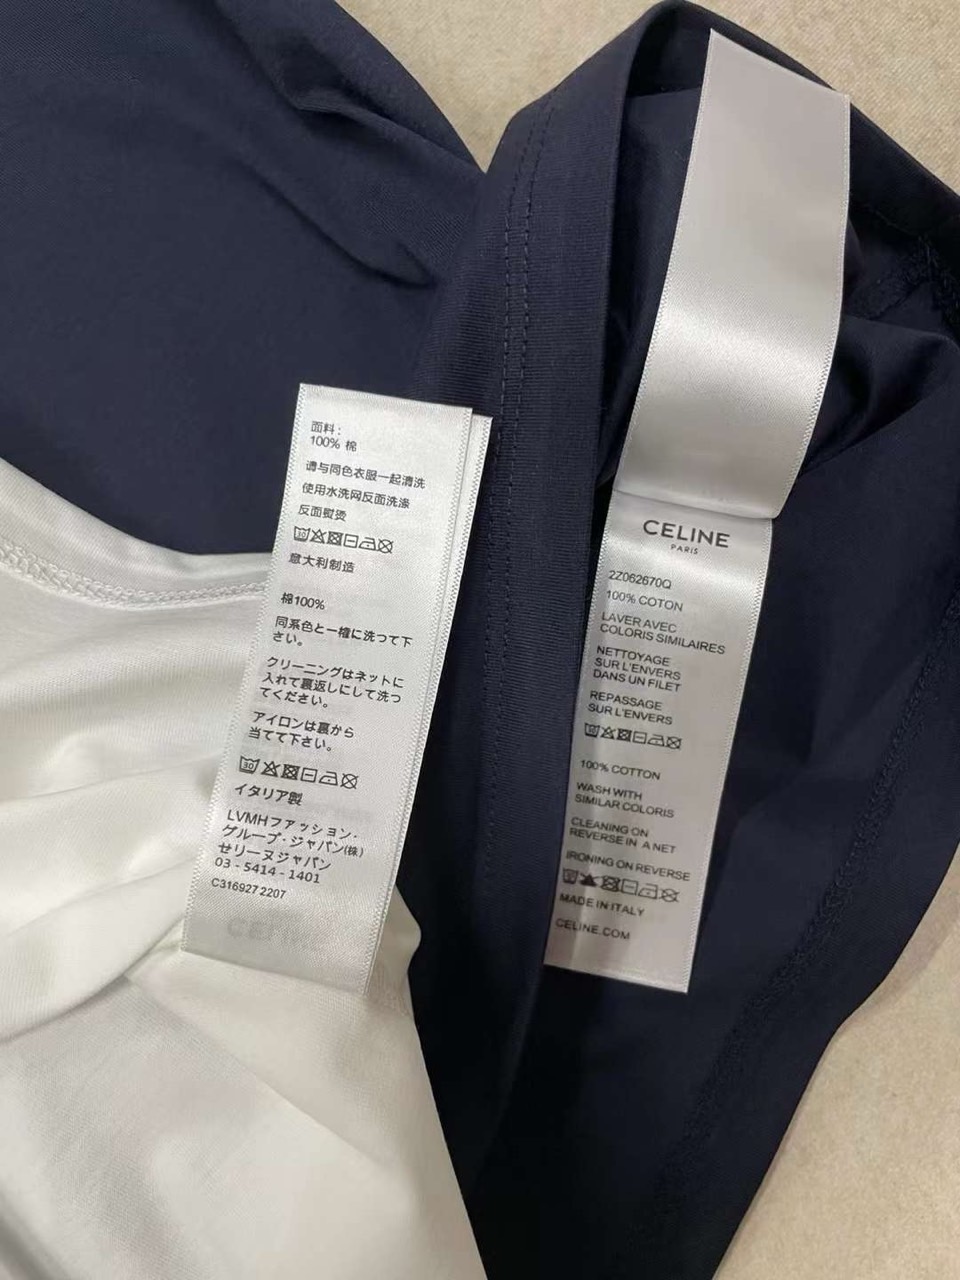 面料：
100% 棉
请与同色衣服一起清洗
使用水洗网反面洗涤
反面熨烫
30
意大利制造
棉100%
同系色と一権に洗つて下
さい。
クリーニングはネットに
入れて裏返しにして洗っ
てください。
アイロンは裏から
当てて下さい。
30
イタリア製
LVMHファッション・
グループ・ジャパン(株)
せリーヌジャパン
03 - 5414 - 1401
C316927 2207
CELINE
PARIS
2Z062670Q
100% COTON
LAVER AVEC
COLORIS SIMILAIRES
NETTOYAGE
SUR L'ENVERS
DANS UN FILET
REPASSAGE
SUR L'ENVERS
100% COTTON
WASH WITH
SIMILAR COLORIS
CLEANING ON
REVERSE IN A NET
IRONING ON REVERSE
MADE IN ITALY
CELINE.COM